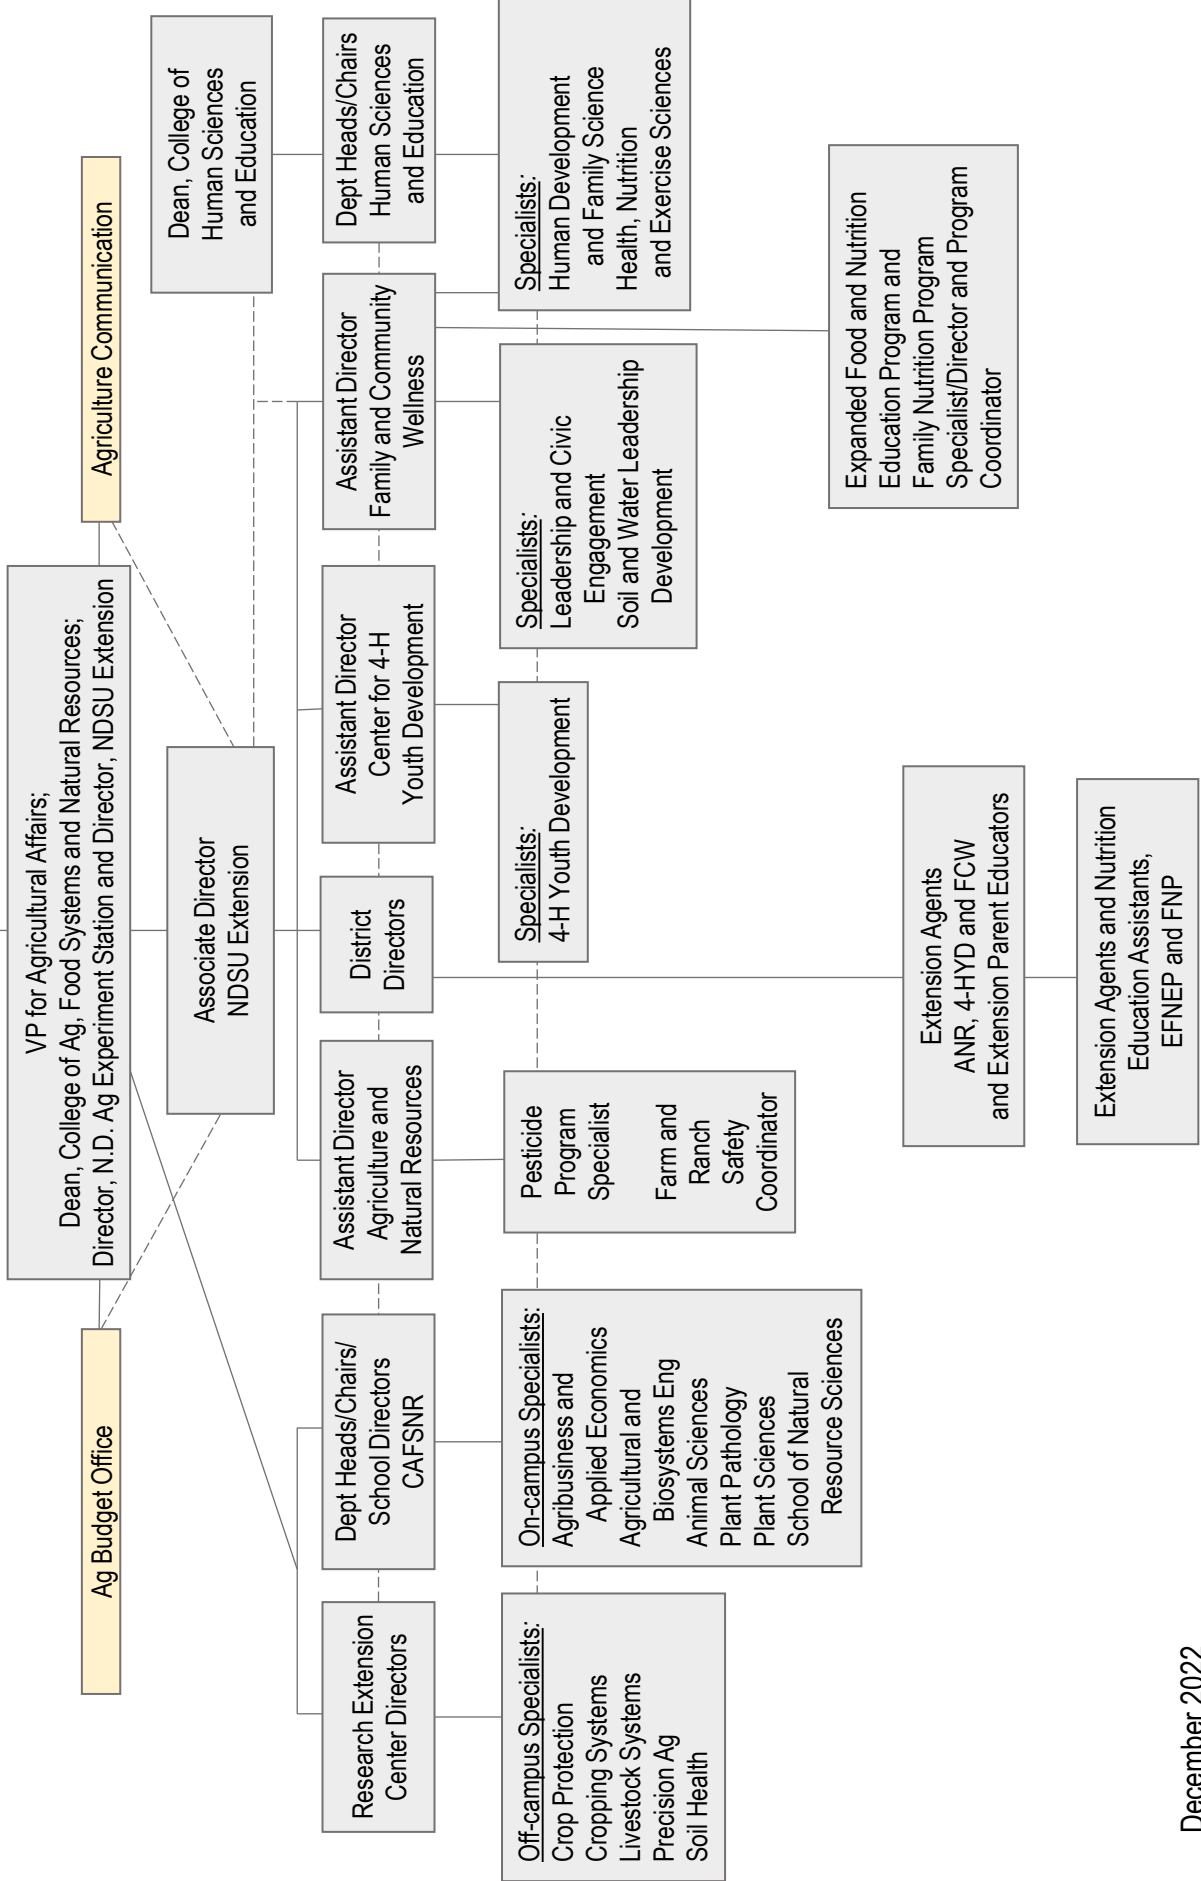 VP for Agricultural Affairs;
Dean, College of Ag, Food Systems and Natural Resources;
Director, N.D. Ag Experiment Station and Director, NDSU Extension
Ag Budget Office
Agriculture Communication
Associate Director
NDSU Extension
Dean, College of
Human Sciences
and Education
Research Extension
Center Directors
Dept Heads/Chairs/
School Directors
CAFSNR
Assistant Director
Agriculture and
Natural Resources
District
Directors
Assistant Director
Center for 4-H
Youth Development
Assistant Director
Family and Community
Wellness
Dept Heads/Chairs
Human Sciences
and Education
Off-campus Specialists:
Crop Protection
Cropping Systems
Livestock Systems
Precision Ag
Soil Health
On-campus Specialists:
Agribusiness and
Applied Economics
Agricultural and
Biosystems Eng
Animal Sciences
Plant Pathology
Plant Sciences
School of Natural
Resource Sciences
Pesticide
Program
Specialist
Farm and
Ranch
Safety
Coordinator
Specialists:
4-H Youth Development
Specialists:
Leadership and Civic
Engagement
Soil and Water Leadership
Development
Specialists:
Human Development
and Family Science
Health, Nutrition
and Exercise Sciences
Expanded Food and Nutrition
Education Program and
Family Nutrition Program
Specialist/Director and Program
Coordinator
Extension Agents
ANR, 4-HYD and FCW
and Extension Parent Educators
Extension Agents and Nutrition
Education Assistants,
EFNEP and FNP
December 2022